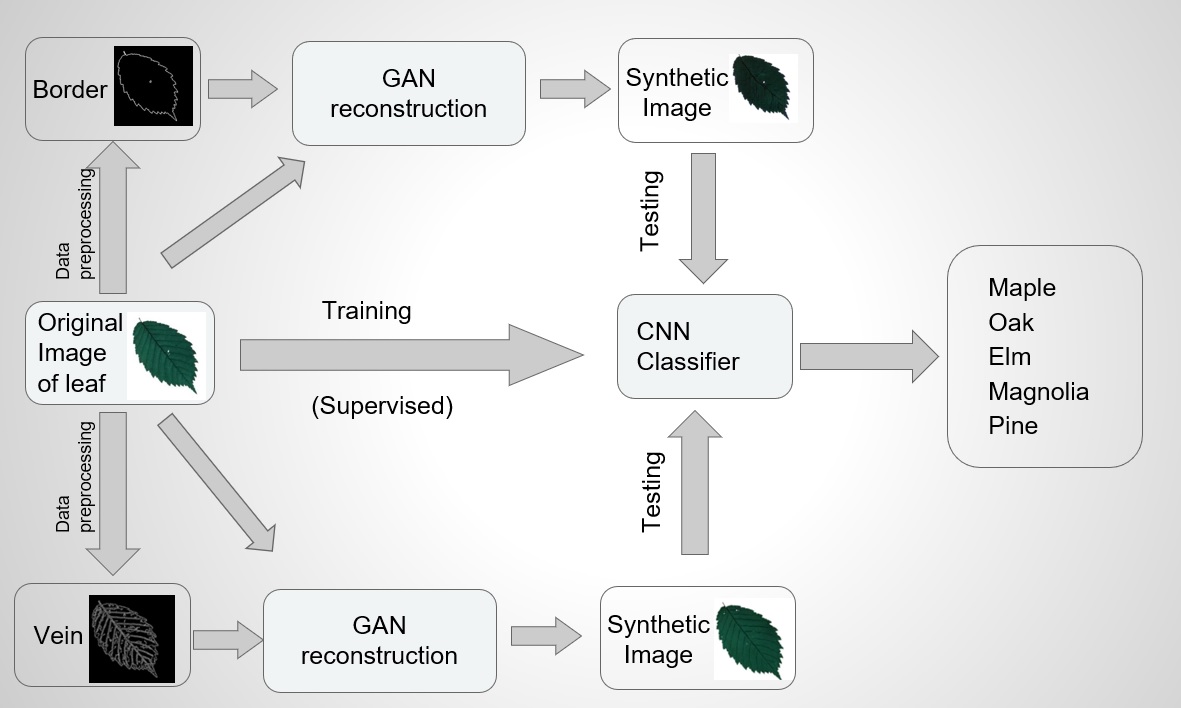 Border
GAN
reconstruction
Synthetic
Image
Data
preprocessing
Testing
Original
Image
of leaf
Training
(Supervised)
CNN
Classifier
Maple
Oak
Elm
Magnolia
Pine
Data
preprocessing
Testing
Vein
GAN
reconstruction
Synthetic
Image